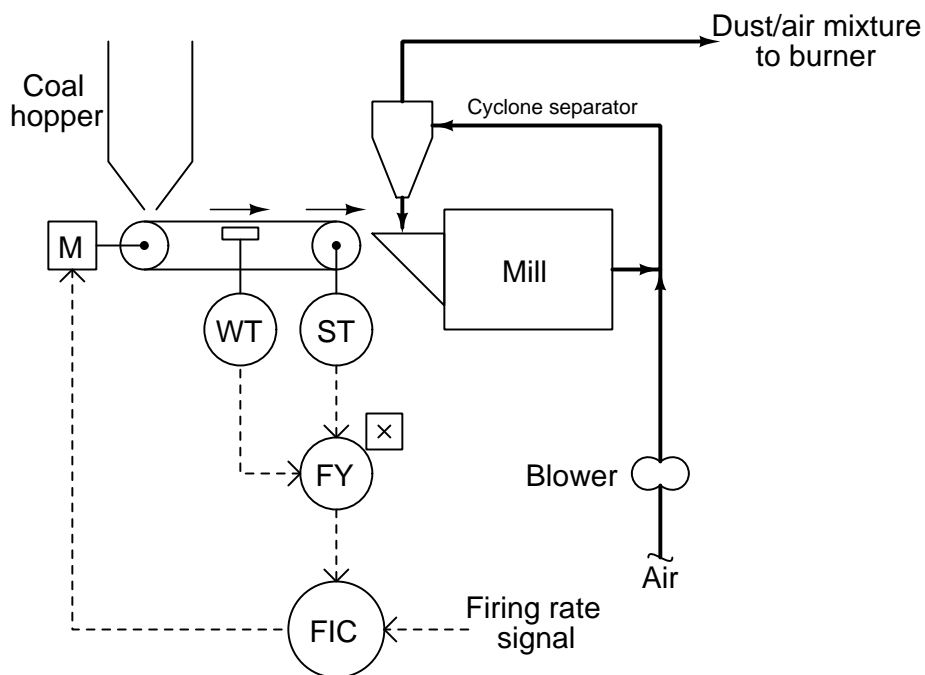 Dust/air mixture
to burner
Coal
hopper
Cyclone separator
M
Mill
WT
ST
×
FY
Blower
Air
Firing rate
signal
FIC